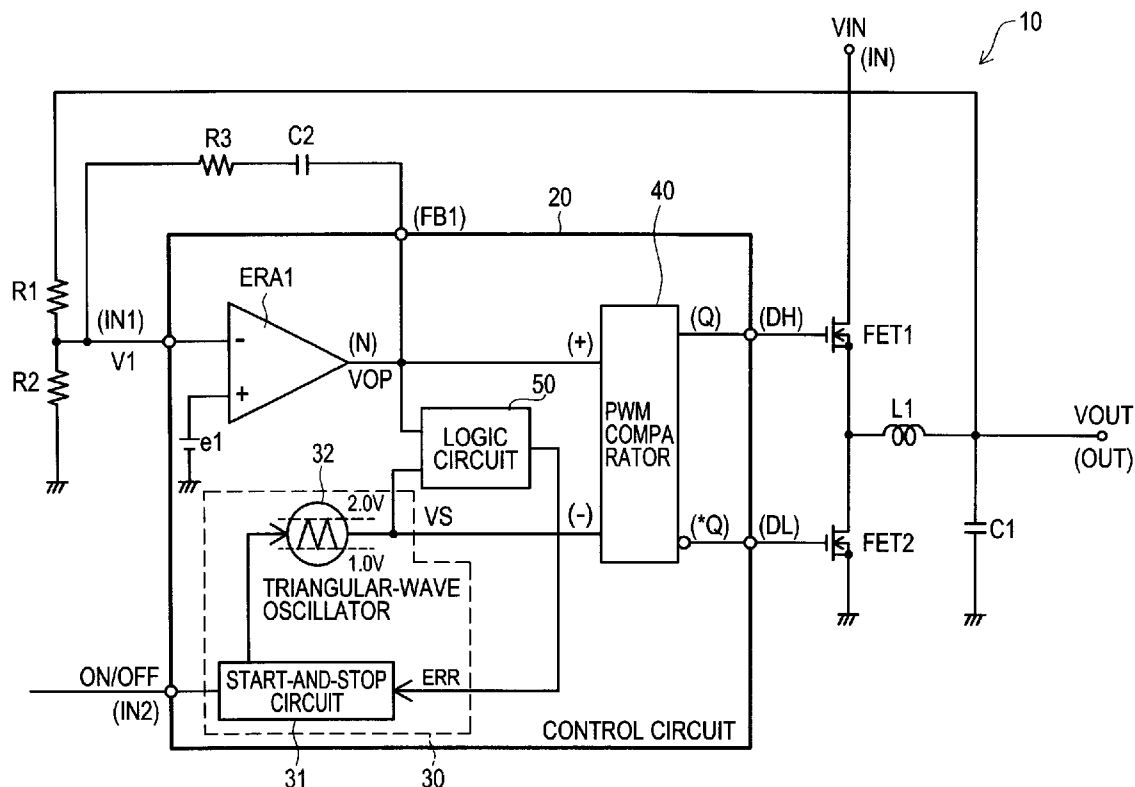 10
VIN
(IN)
R3
C2
(FB1)
20
40
ERA1
R1
(IN1)
V1
R2
-
+
e1
(N)
VOP
(+)
(Q)
(DH)
FET1
50
LOGIC
CIRCUIT
PWM
COMPA
RATOR
L1
VOUT
(OUT)
32
2.0V
1.0V
VS
(-)
(*Q)
(DL)
FET2
C1
TRIANGULAR-WAVE
OSCILLATOR
ON/OFF
(IN2)
START-AND-STOP
CIRCUIT
ERR
CONTROL CIRCUIT
31
30